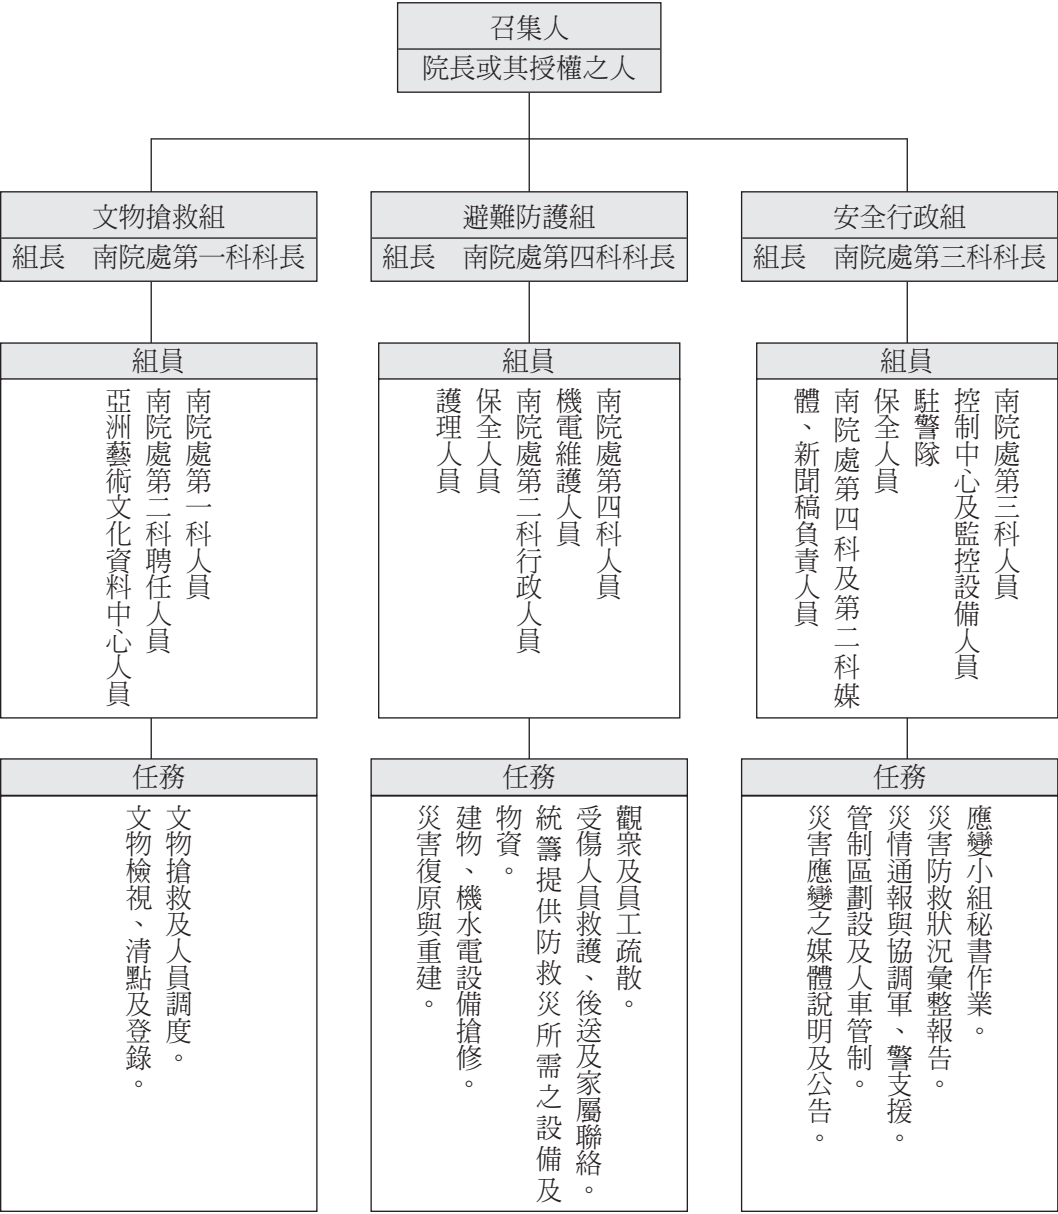 召集人
院長或其授權之人
文物搶救組
組長　南院處第一科科長
避難防護組
組長　南院處第四科科長
安全行政組
組長　南院處第三科科長
組員
南院處第一科人員
南院處第二科聘任人員
亞洲藝術文化資料中心人員
組員
南院處第四科人員
機電維護人員
南院處第二科行政人員
保全人員
護理人員
組員
南院處第三科人員
控制中心及監控設備人員
駐警隊
保全人員
南院處第四科及第二科媒
體、新聞稿負責人員
任務
文物搶救及人員調度。
文物檢視、清點及登錄。
任務
觀眾及員工疏散。
受傷人員救護、後送及家屬聯絡。
統籌提供防救災所需之設備及
物資。
建物、機水電設備搶修。
災害復原與重建。
任務
應變小組秘書作業。
災害防救狀況彙整報告。
災情通報與協調軍、警支援。
管制區劃設及人車管制。
災害應變之媒體說明及公告。